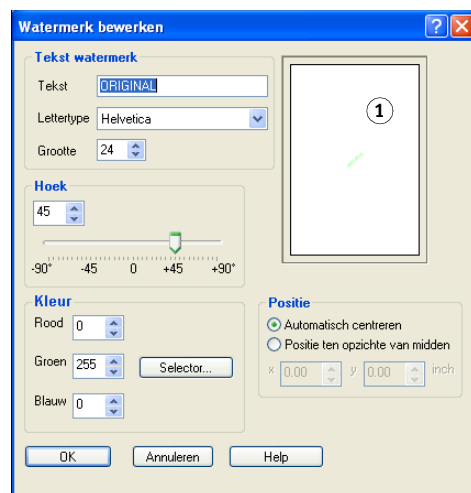 Watermerk bewerken
Tekst watermerk
Tekst ORIGINAL
Lettertype Helvetica
Grootte 24
1
Hoek
45
-90° -45 0 +45 +90°
Kleur
Rood 0
Groen 255 Selector...
Blauw 0
Positie
Automatisch centreren
Positie ten opzichte van midden
x 0.00 y 0.00 inch
OK Annuleren Help